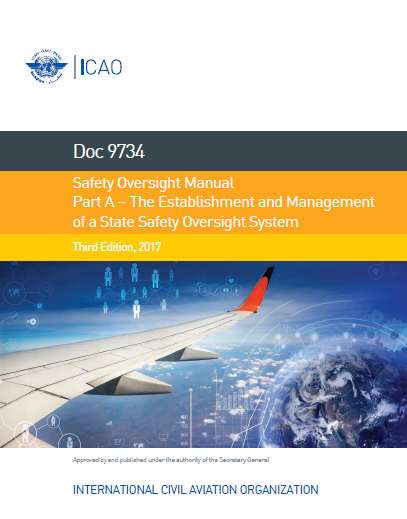 ICAO
Doc 9734
Safety Oversight Manual
Part A – The Establishment and Management
of a State Safety Oversight System
Third Edition, 2017
Approved by and published under the authority of the Secretary General.
INTERNATIONAL CIVIL AVIATION ORGANIZATION